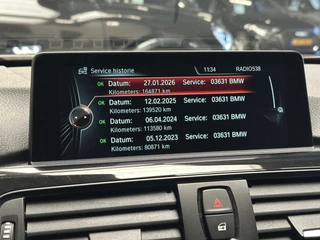 Service historie 11:34 RADIO538
OK Datum: 27.01.2026 Service: 03631 BMW
Kilometers: 164871 km
OK Datum: 12.02.2025 Service: 03631 BMW
Kilometers: 139520 km
OK Datum: 06.04.2024 Service: 03631 BMW
Kilometers: 113580 km
OK Datum: 05.12.2023 Service: 03631 BMW
Kilometers: 80871 km